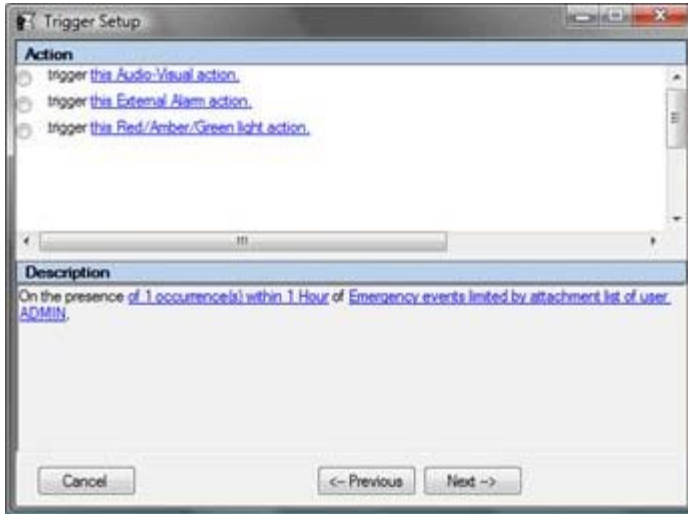 Trigger Setup
Action
trigger this Audio-Visual action.
trigger this External Alarm action.
trigger this Red/Amber/Green light action.
Description
On the presence of 1 occurrence(s) within 1 Hour of Emergency events limited by attachment list of user
ADMIN.
Cancel
<-- Previous
Next -->